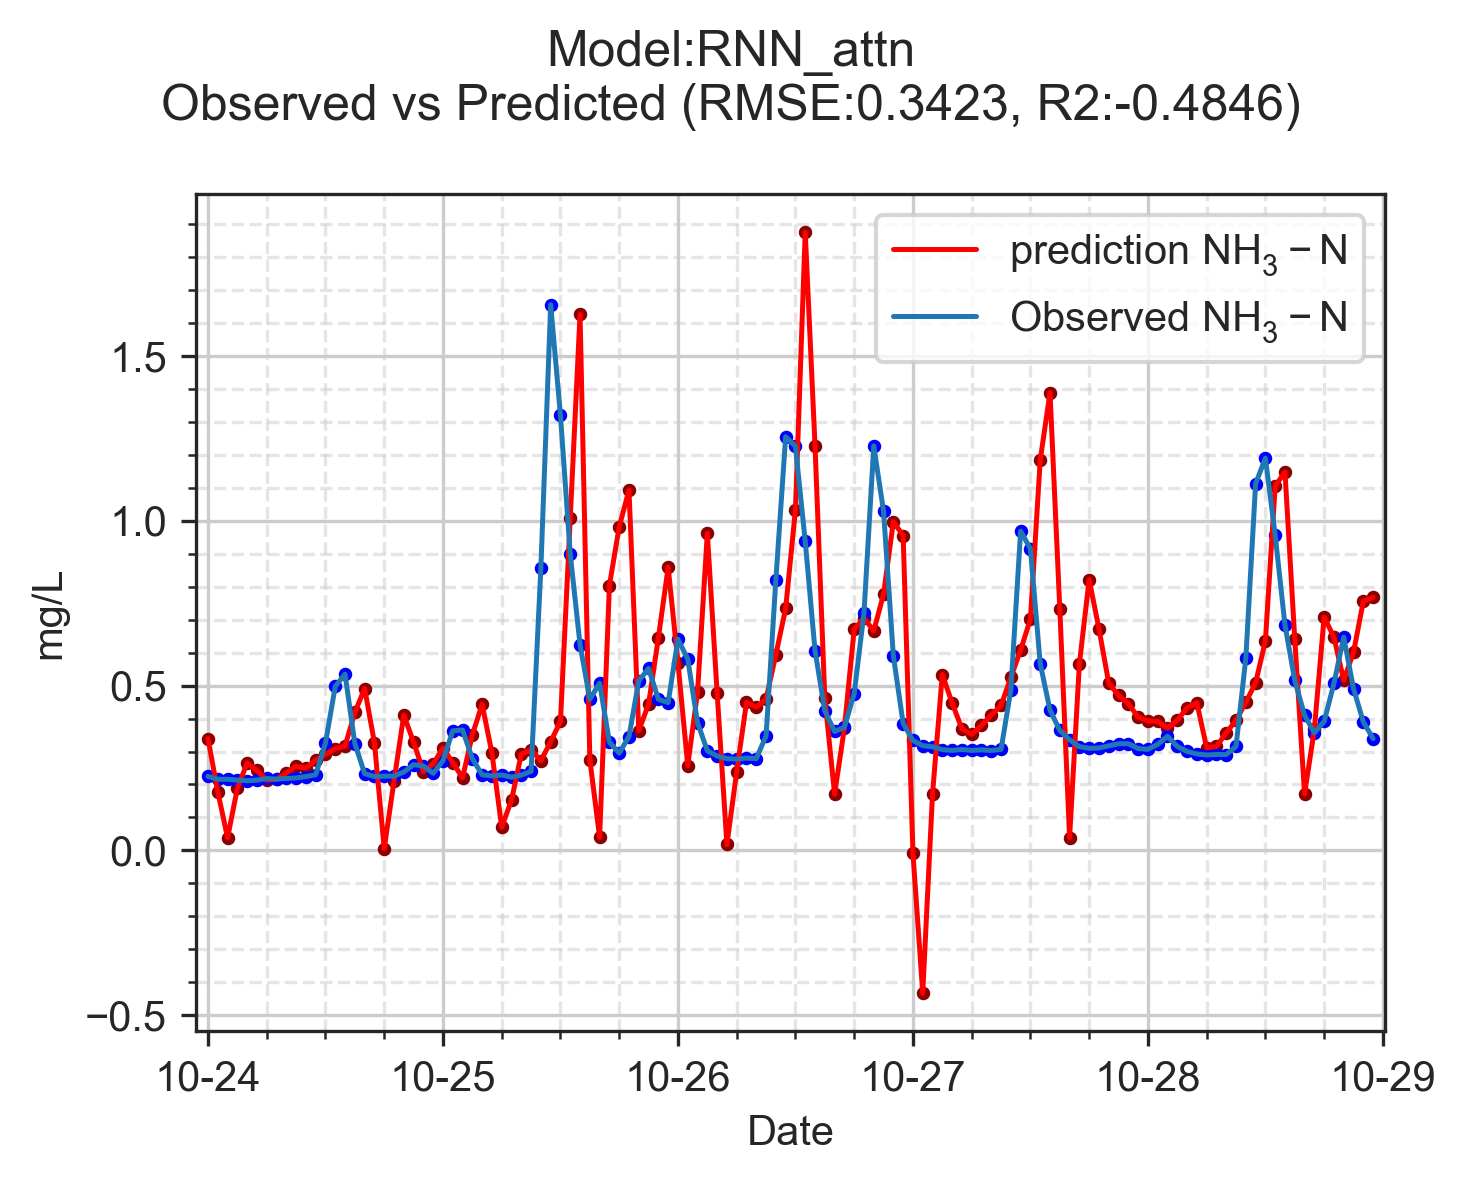 Model:RNN_attn
Observed vs Predicted (RMSE:0.3423, R2:-0.4846)
prediction NH₃ − N
Observed NH₃ − N
mg/L
1.5
1.0
0.5
0.0
−0.5
10-24 10-25 10-26 10-27 10-28 10-29
Date